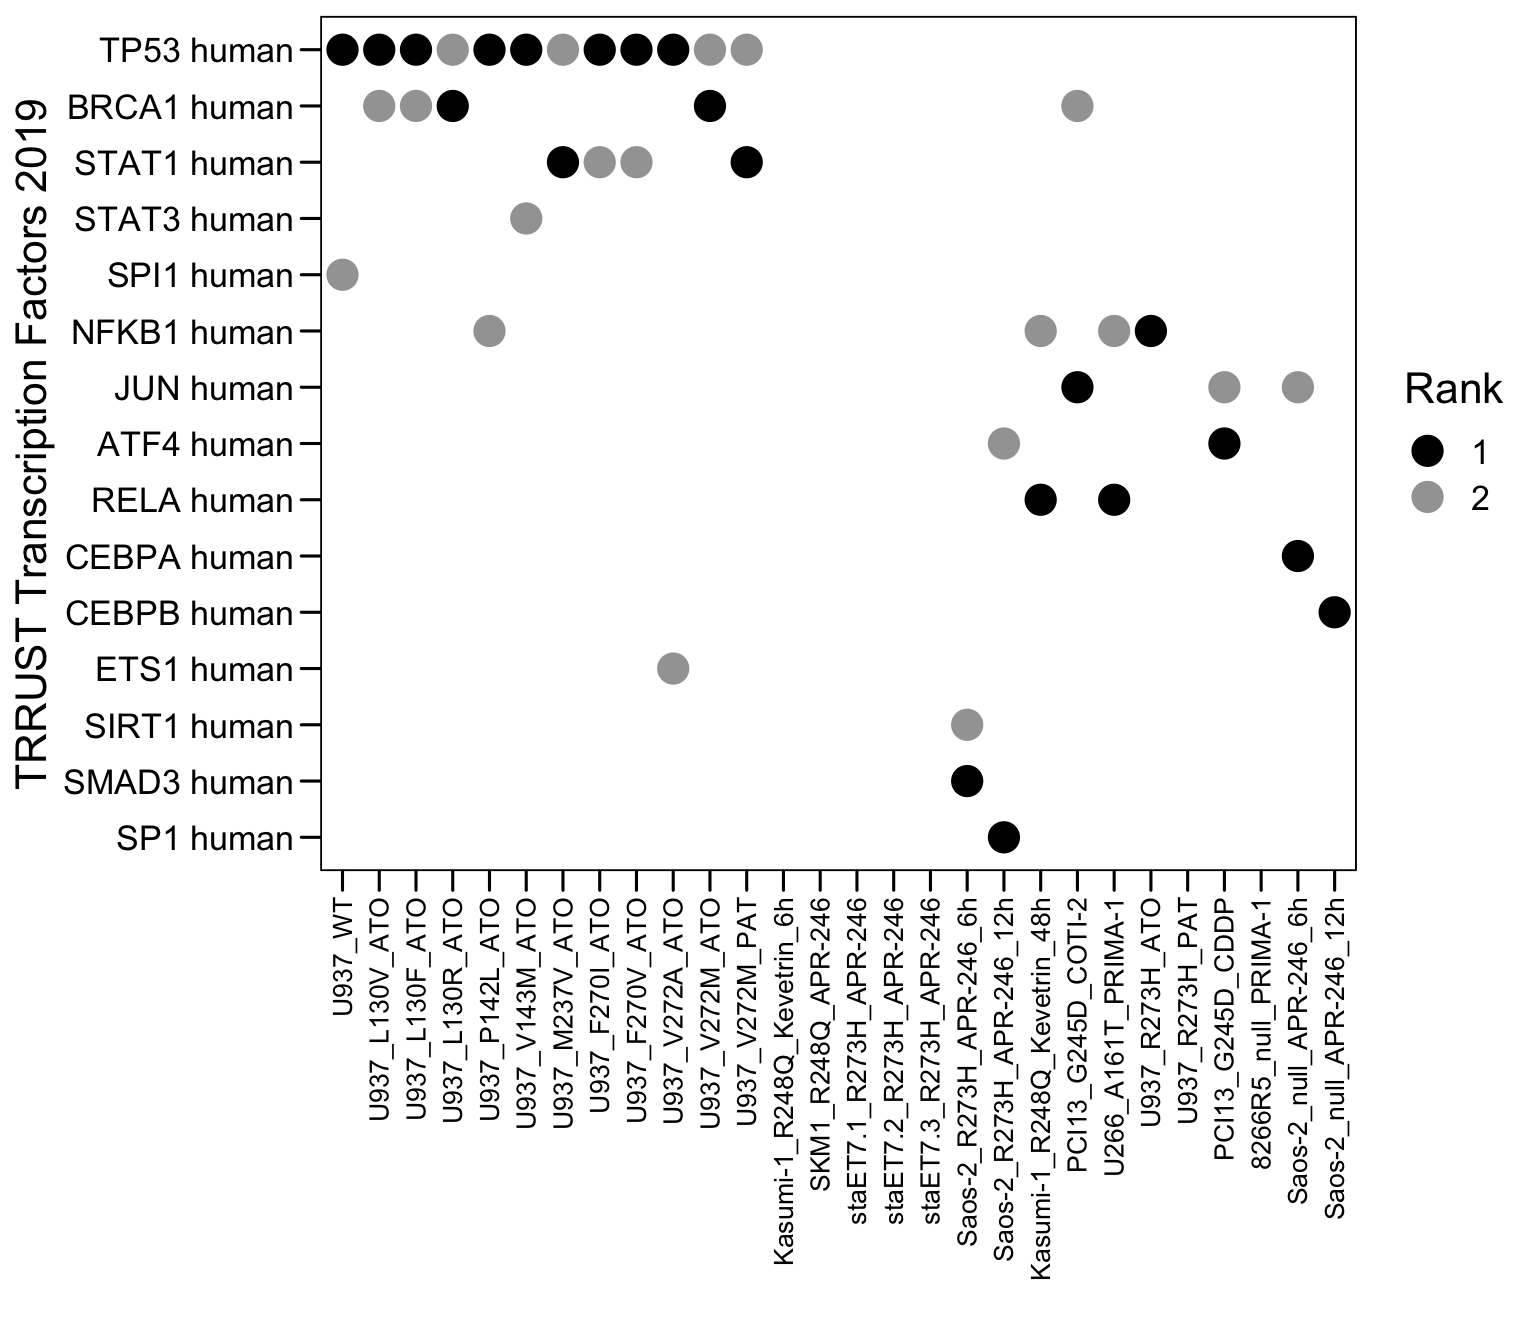 TRRUST Transcription Factors 2019
TP53 human
BRCA1 human
STAT1 human
STAT3 human
SPI1 human
NFKB1 human
JUN human
ATF4 human
RELA human
CEBPA human
CEBPB human
ETS1 human
SIRT1 human
SMAD3 human
SP1 human
Rank
1
2
U937_WT
U937_L130V_ATO
U937_L130F_ATO
U937_L130R_ATO
U937_P142L_ATO
U937_V143M_ATO
U937_M237V_ATO
U937_F270I_ATO
U937_F270V_ATO
U937_V272A_ATO
U937_V272M_ATO
U937_V272M_PAT
Kasumi-1_R248Q_Kevetrin_6h
SKM1_R248Q_APR-246
staET7.1_R273H_APR-246
staET7.2_R273H_APR-246
staET7.3_R273H_APR-246
Saos-2_R273H_APR-246_6h
Saos-2_R273H_APR-246_12h
Kasumi-1_R248Q_Kevetrin_48h
PCI13_G245D_COTI-2
U266_A161T_PRIMA-1
U937_R273H_ATO
U937_R273H_PAT
PCI13_G245D_CDDP
8266R5_null_PRIMA-1
Saos-2_null_APR-246_6h
Saos-2_null_APR-246_12h